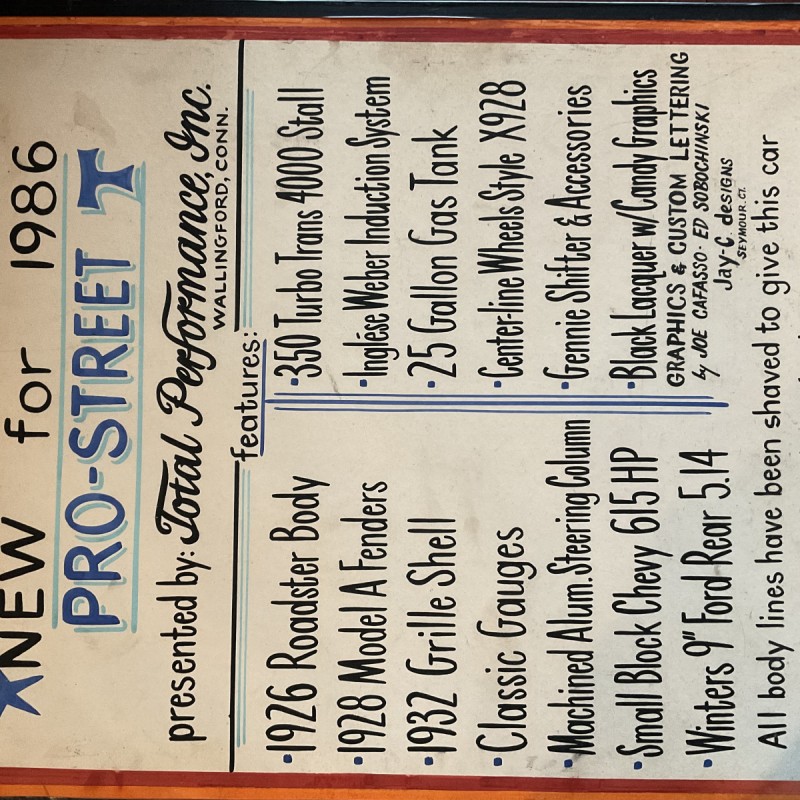 NEW for 1986
PRO-STREET T
presented by: Total Performance, Inc.
WALLINGFORD, CONN.
features:
• 1926 Roadster Body
• 1928 Model A Fenders
• 1932 Grille Shell
• Classic Gauges
• Machined Alum. Steering Column
• Small Block Chevy 615 HP
• Winters 9" Ford Rear 5.14
• 350 Turbo Trans 4000 Stall
• Inglese Weber Induction System
• 25 Gallon Gas Tank
• Center-line Wheels Style X928
• Gennie Shifter & Accessories
• Black Lacquer w/Candy Graphics
GRAPHICS & CUSTOM LETTERING
by JOE CAFASSO · ED SOBOCHINSKI
Jay-C. designs
SEYMOUR, CT.
All body lines have been shaved to give this car